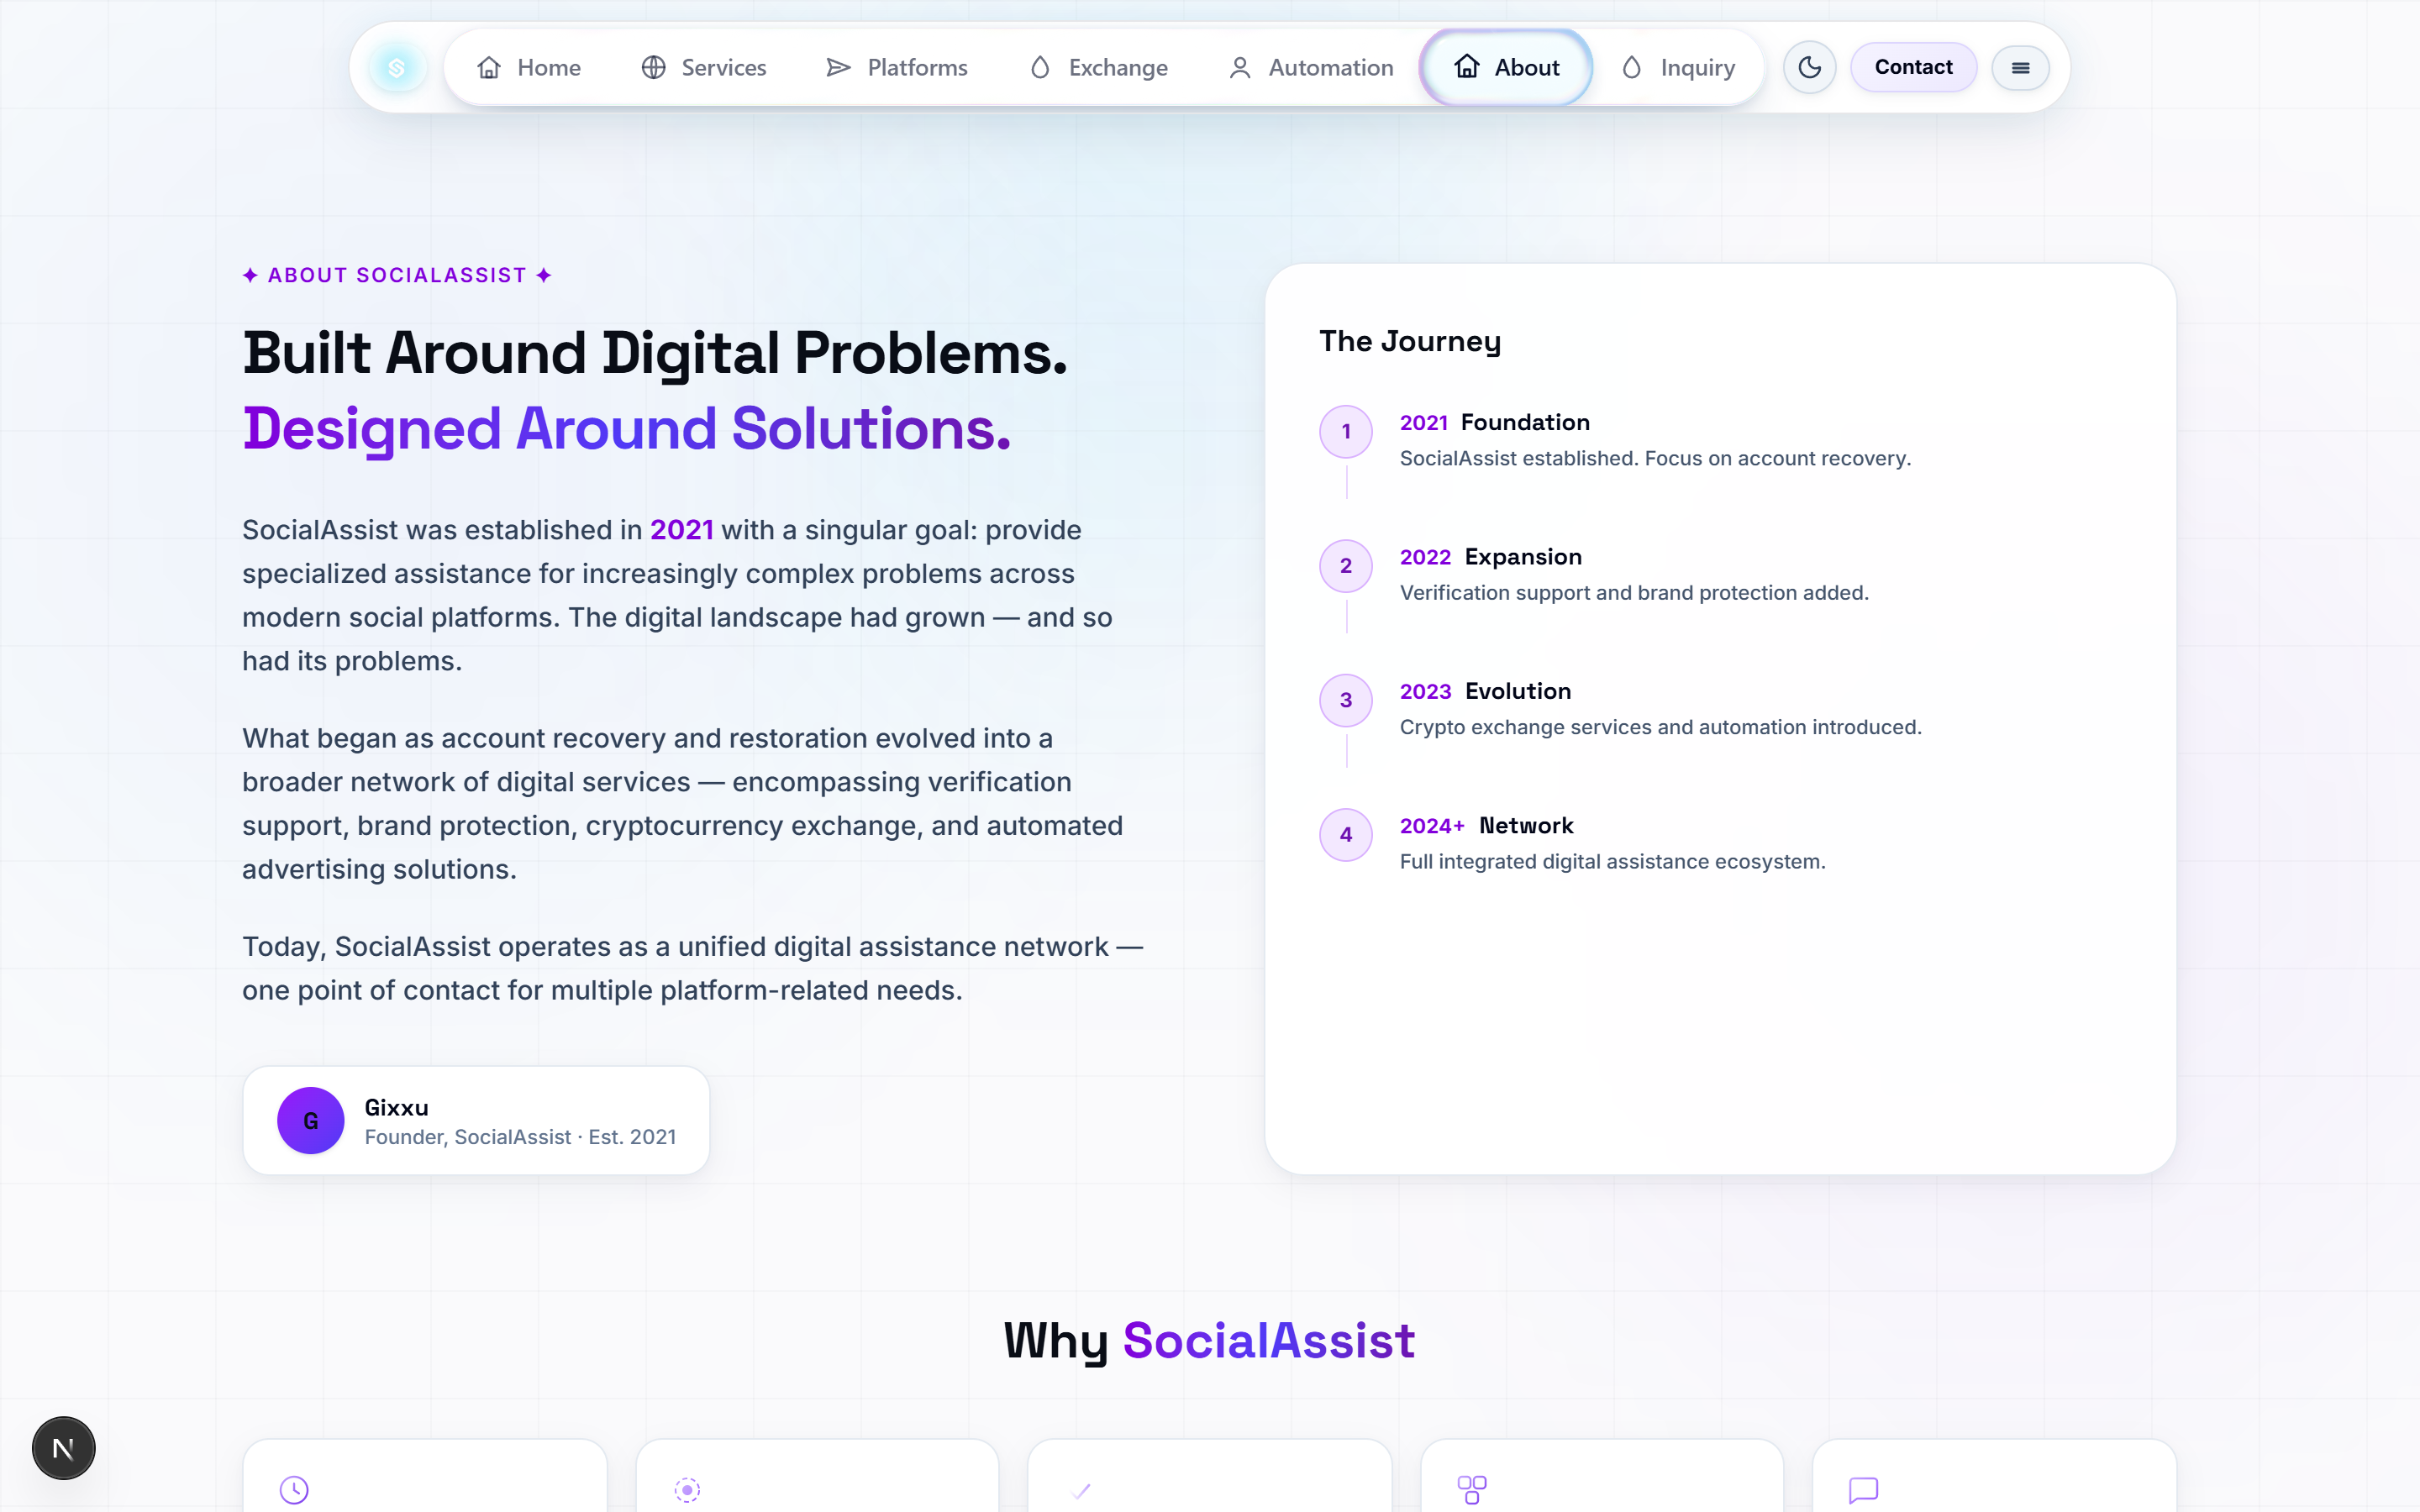 Home
Services
Platforms
Exchange
Automation
About
Inquiry
Contact
✦ ABOUT SOCIALASSIST ✦
Built Around Digital Problems.
Designed Around Solutions.
SocialAssist was established in 2021 with a singular goal: provide
specialized assistance for increasingly complex problems across
modern social platforms. The digital landscape had grown — and so
had its problems.
What began as account recovery and restoration evolved into a
broader network of digital services — encompassing verification
support, brand protection, cryptocurrency exchange, and automated
advertising solutions.
Today, SocialAssist operates as a unified digital assistance network —
one point of contact for multiple platform-related needs.
G
Gixxu
Founder, SocialAssist · Est. 2021
The Journey
1
2021 Foundation
SocialAssist established. Focus on account recovery.
2
2022 Expansion
Verification support and brand protection added.
3
2023 Evolution
Crypto exchange services and automation introduced.
4
2024+ Network
Full integrated digital assistance ecosystem.
Why SocialAssist
N